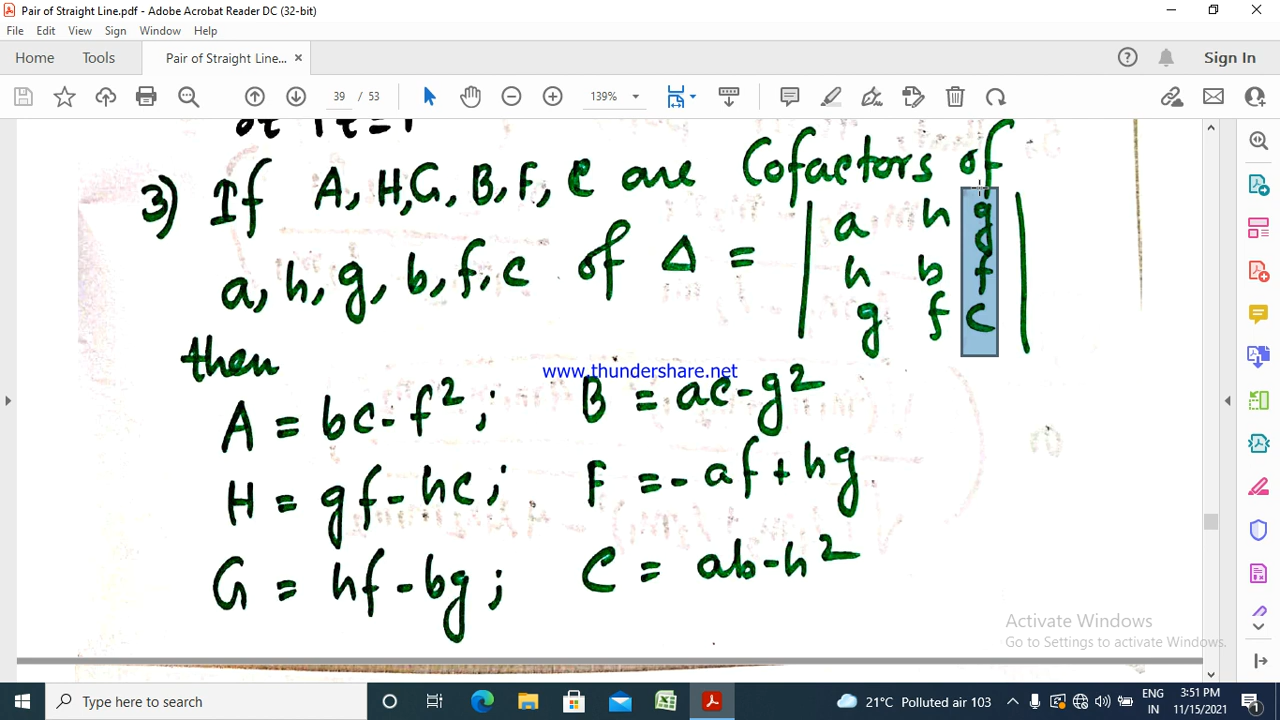 Pair of Straight Line.pdf - Adobe Acrobat Reader DC (32-bit)
File Edit View Sign Window Help
Home Tools Pair of Straight Line... × Sign In
39 / 53 139%
3) If A, H, G, B, F, C are Cofactors of
a, h, g, b, f, c of Δ = | a h g |
| h b f |
| g f c |
then
www.thundershare.net
A = bc - f²; B = ac - g²
H = gf - hc; F = - af + hg
G = hf - bg; C = ab - h²
Activate Windows
Go to Settings to activate Windows.
Type here to search
21°C Polluted air 103
ENG
IN
3:51 PM
11/15/2021
1